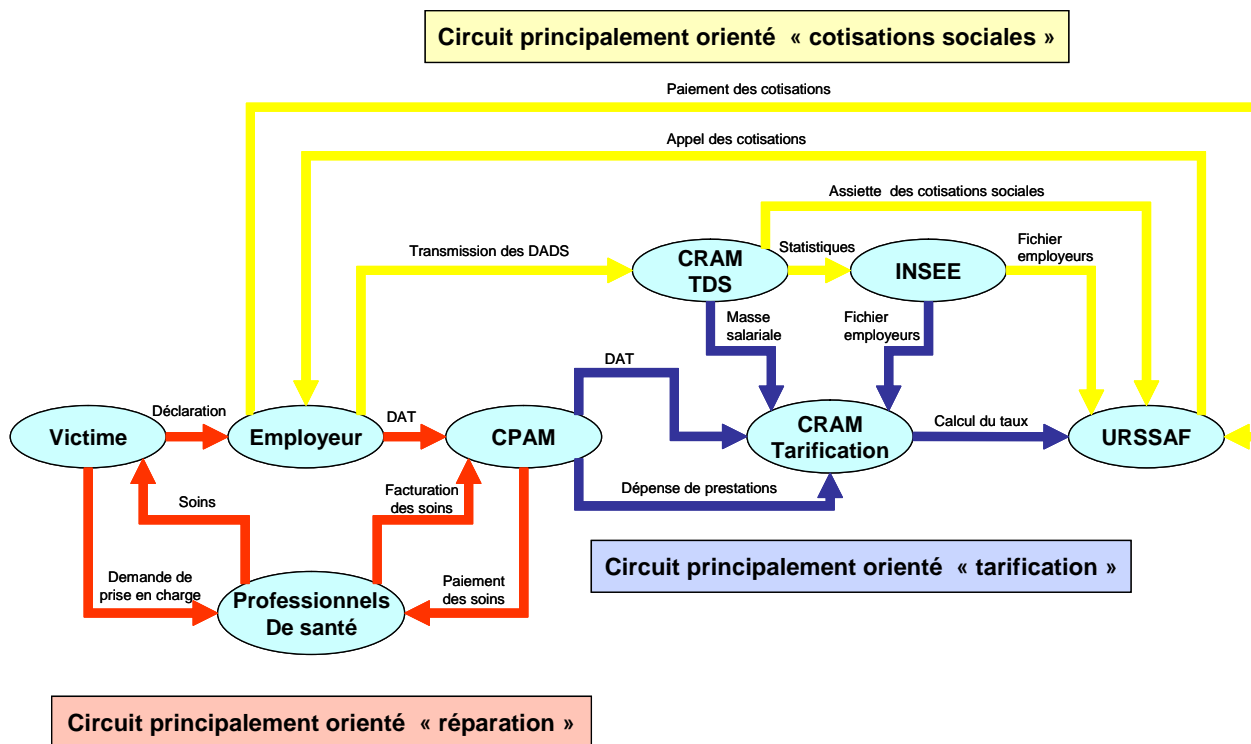 Circuit principalement orienté « cotisations sociales »
Paiement des cotisations
Appel des cotisations
Assiette des cotisations sociales
Transmission des DADS
CRAM
TDS
Statistiques
INSEE
Fichier
employeurs
Masse
salariale
Fichier
employeurs
DAT
Victime
Déclaration
Employeur
DAT
CPAM
CRAM
Tarification
Calcul du taux
URSSAF
Soins
Facturation
des soins
Dépense de prestations
Demande de
prise en charge
Professionnels
De santé
Paiement
des soins
Circuit principalement orienté « tarification »
Circuit principalement orienté « réparation »